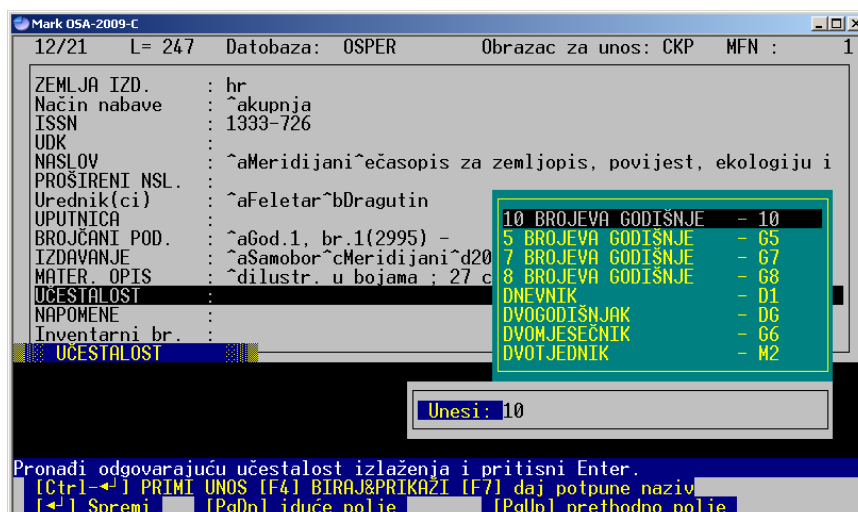 Mark OSA-2009-C
12/21 L= 247 Datobaza: OSPER Obrazac za unos: CKP MFN : 1
ZEMLJA IZD. : hr
Način nabave : ^akupnja
ISSN : 1333-726
UDK :
NASLOV : ^aMeridijani^ečasopis za zemljopis, povijest, ekologiju i
PROŠIRENI NSL. :
Urednik(ci) : ^aFeletar^bDragutin
UPUTNICA :
BROJČANI POD. : ^aGod.1, br.1(2995) -
IZDAVANJE : ^aSamobor^cMeridijani^d20
MATER. OPIS : ^dilustr. u bojama ; 27 c
UČESTALOST :
NAPOMENE :
Inventarni br. :
UČESTALOST
10 BROJEVA GODIŠNJE - 10
5 BROJEVA GODIŠNJE - G5
7 BROJEVA GODIŠNJE - G7
8 BROJEVA GODIŠNJE - G8
DNEVNIK - D1
DVOGODIŠNJAK - DG
DVOMJESEČNIK - G6
DVOTJEDNIK - M2
Unesi: 10
Pronađi odgovarajuću učestalost izlaženja i pritisni Enter.
[Ctrl-◄┘] PRIMI UNOS [F4] BIRAJ&PRIKAŽI [F7] daj potpune naziv
[◄┘] Spremi [PgDn] iduće polje [PgUp] prethodno polje